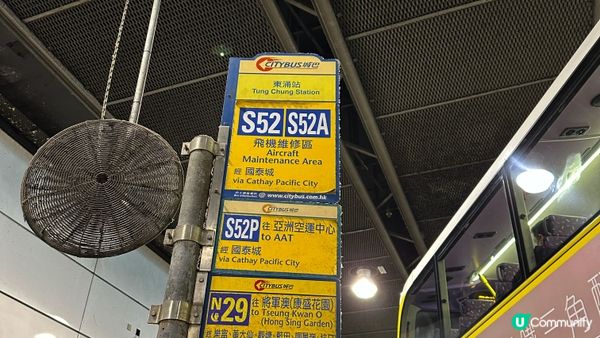 CITYBUS 城巴
東涌站
Tung Chung Station
S52 S52A
飛機維修區
Aircraft
Maintenance Area
經 國泰城
via Cathay Pacific City
www.citybus.com.hk
CITYBUS 城巴
S52P 往 亞洲空運中心
to AAT
經 國泰城
via Cathay Pacific City
CITYBUS 城巴
N29 往 將軍澳(康盛花園)
to Tseung Kwan O
(Hong Sing Garden)
經 樂富
U Community